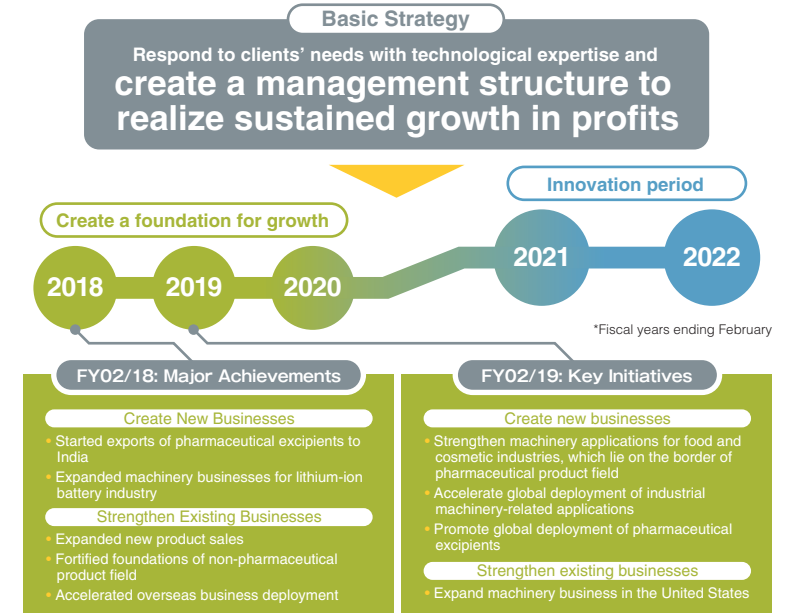 Basic Strategy
Respond to clients’ needs with technological expertise and
create a management structure to
realize sustained growth in profits
Innovation period
Create a foundation for growth
2018
2019
2020
2021
2022
*Fiscal years ending February
FY02/18: Major Achievements
Create New Businesses
• Started exports of pharmaceutical excipients to
India
• Expanded machinery businesses for lithium-ion
battery industry
Strengthen Existing Businesses
• Expanded new product sales
• Fortified foundations of non-pharmaceutical
product field
• Accelerated overseas business deployment
FY02/19: Key Initiatives
Create new businesses
• Strengthen machinery applications for food and
cosmetic industries, which lie on the border of
pharmaceutical product field
• Accelerate global deployment of industrial
machinery-related applications
• Promote global deployment of pharmaceutical
excipients
Strengthen existing businesses
• Expand machinery business in the United States